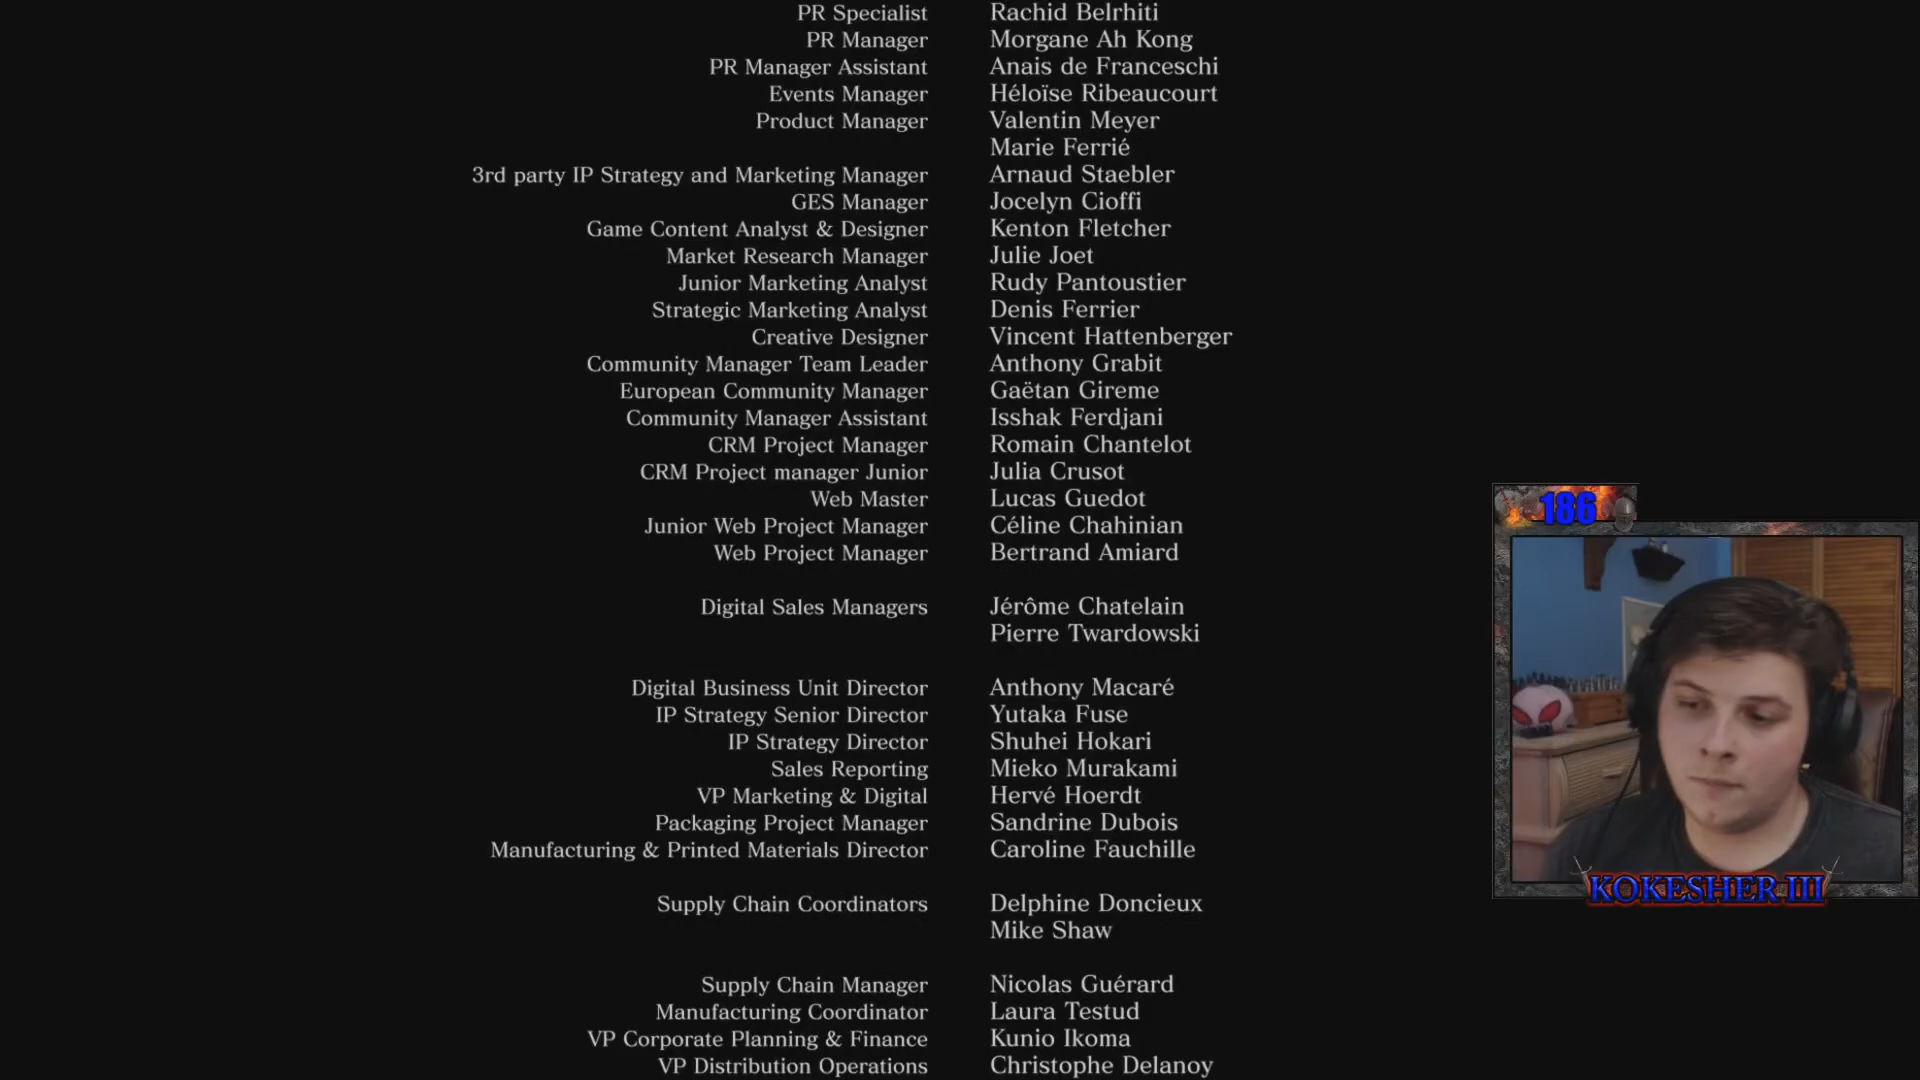 PR Specialist Rachid Belrhiti
PR Manager Morgane Ah Kong
PR Manager Assistant Anais de Franceschi
Events Manager Héloïse Ribeaucourt
Product Manager Valentin Meyer
Marie Ferrié
3rd party IP Strategy and Marketing Manager Arnaud Staebler
GES Manager Jocelyn Cioffi
Game Content Analyst & Designer Kenton Fletcher
Market Research Manager Julie Joet
Junior Marketing Analyst Rudy Pantoustier
Strategic Marketing Analyst Denis Ferrier
Creative Designer Vincent Hattenberger
Community Manager Team Leader Anthony Grabit
European Community Manager Gaëtan Gireme
Community Manager Assistant Isshak Ferdjani
CRM Project Manager Romain Chantelot
CRM Project manager Junior Julia Crusot
Web Master Lucas Guedot
Junior Web Project Manager Céline Chahinian
Web Project Manager Bertrand Amiard
Digital Sales Managers Jérôme Chatelain
Pierre Twardowski
Digital Business Unit Director Anthony Macaré
IP Strategy Senior Director Yutaka Fuse
IP Strategy Director Shuhei Hokari
Sales Reporting Mieko Murakami
VP Marketing & Digital Hervé Hoerdt
Packaging Project Manager Sandrine Dubois
Manufacturing & Printed Materials Director Caroline Fauchille
Supply Chain Coordinators Delphine Doncieux
Mike Shaw
Supply Chain Manager Nicolas Guérard
Manufacturing Coordinator Laura Testud
VP Corporate Planning & Finance Kunio Ikoma
VP Distribution Operations Christophe Delanoy
186
KOKESHER III